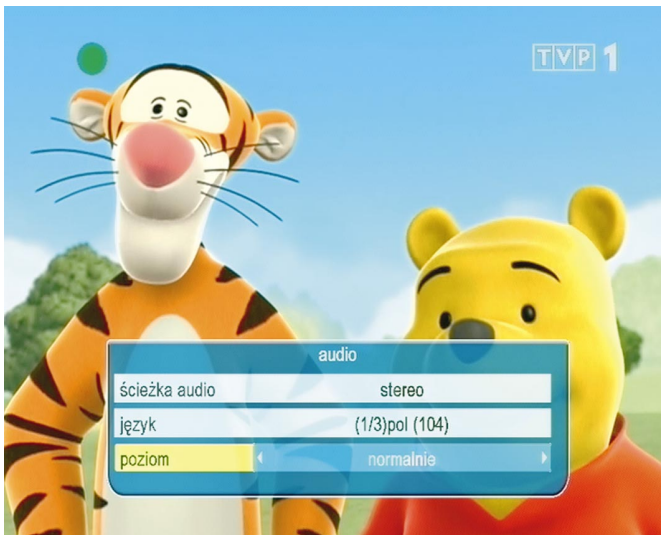 TVP 1
audio
ścieżka audio stereo
język (1/3)pol (104)
poziom normalnie